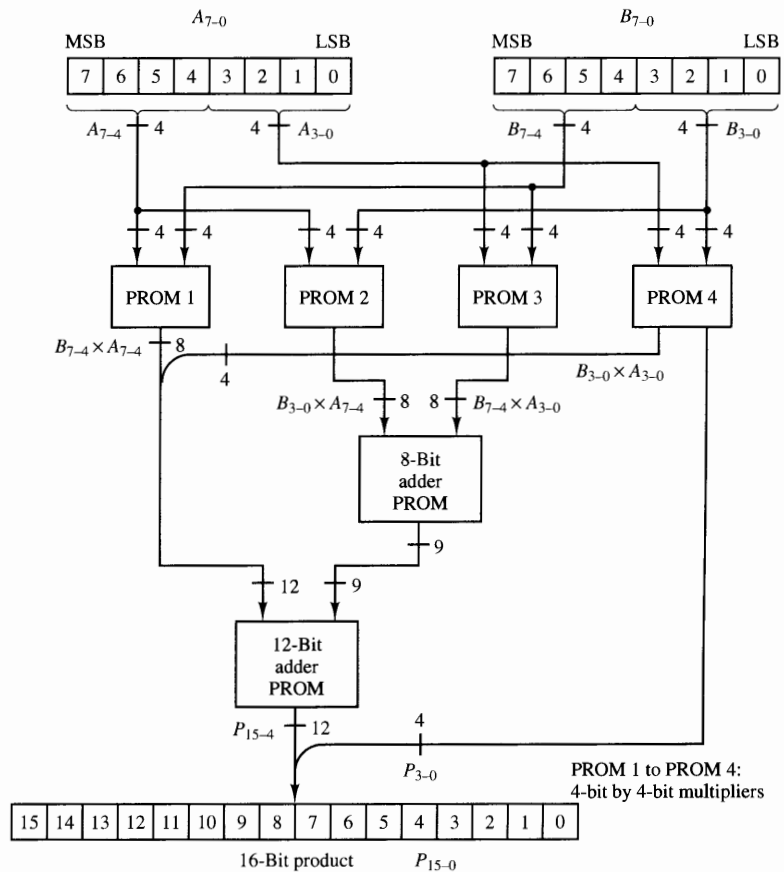 A₇₋₀ B₇₋₀
MSB LSB MSB LSB
7 6 5 4 3 2 1 0 7 6 5 4 3 2 1 0
A₇₋₄ 4 4 A₃₋₀ B₇₋₄ 4 4 B₃₋₀
4 4 4 4 4 4 4 4
PROM 1 PROM 2 PROM 3 PROM 4
B₇₋₄ × A₇₋₄ 8
4
B₃₋₀ × A₃₋₀
B₃₋₀ × A₇₋₄ 8 8 B₇₋₄ × A₃₋₀
8-Bit
adder
PROM
9
12 9
12-Bit
adder
PROM
P₁₅₋₄ 12 4
P₃₋₀
PROM 1 to PROM 4:
4-bit by 4-bit multipliers
15 14 13 12 11 10 9 8 7 6 5 4 3 2 1 0
16-Bit product P₁₅₋₀